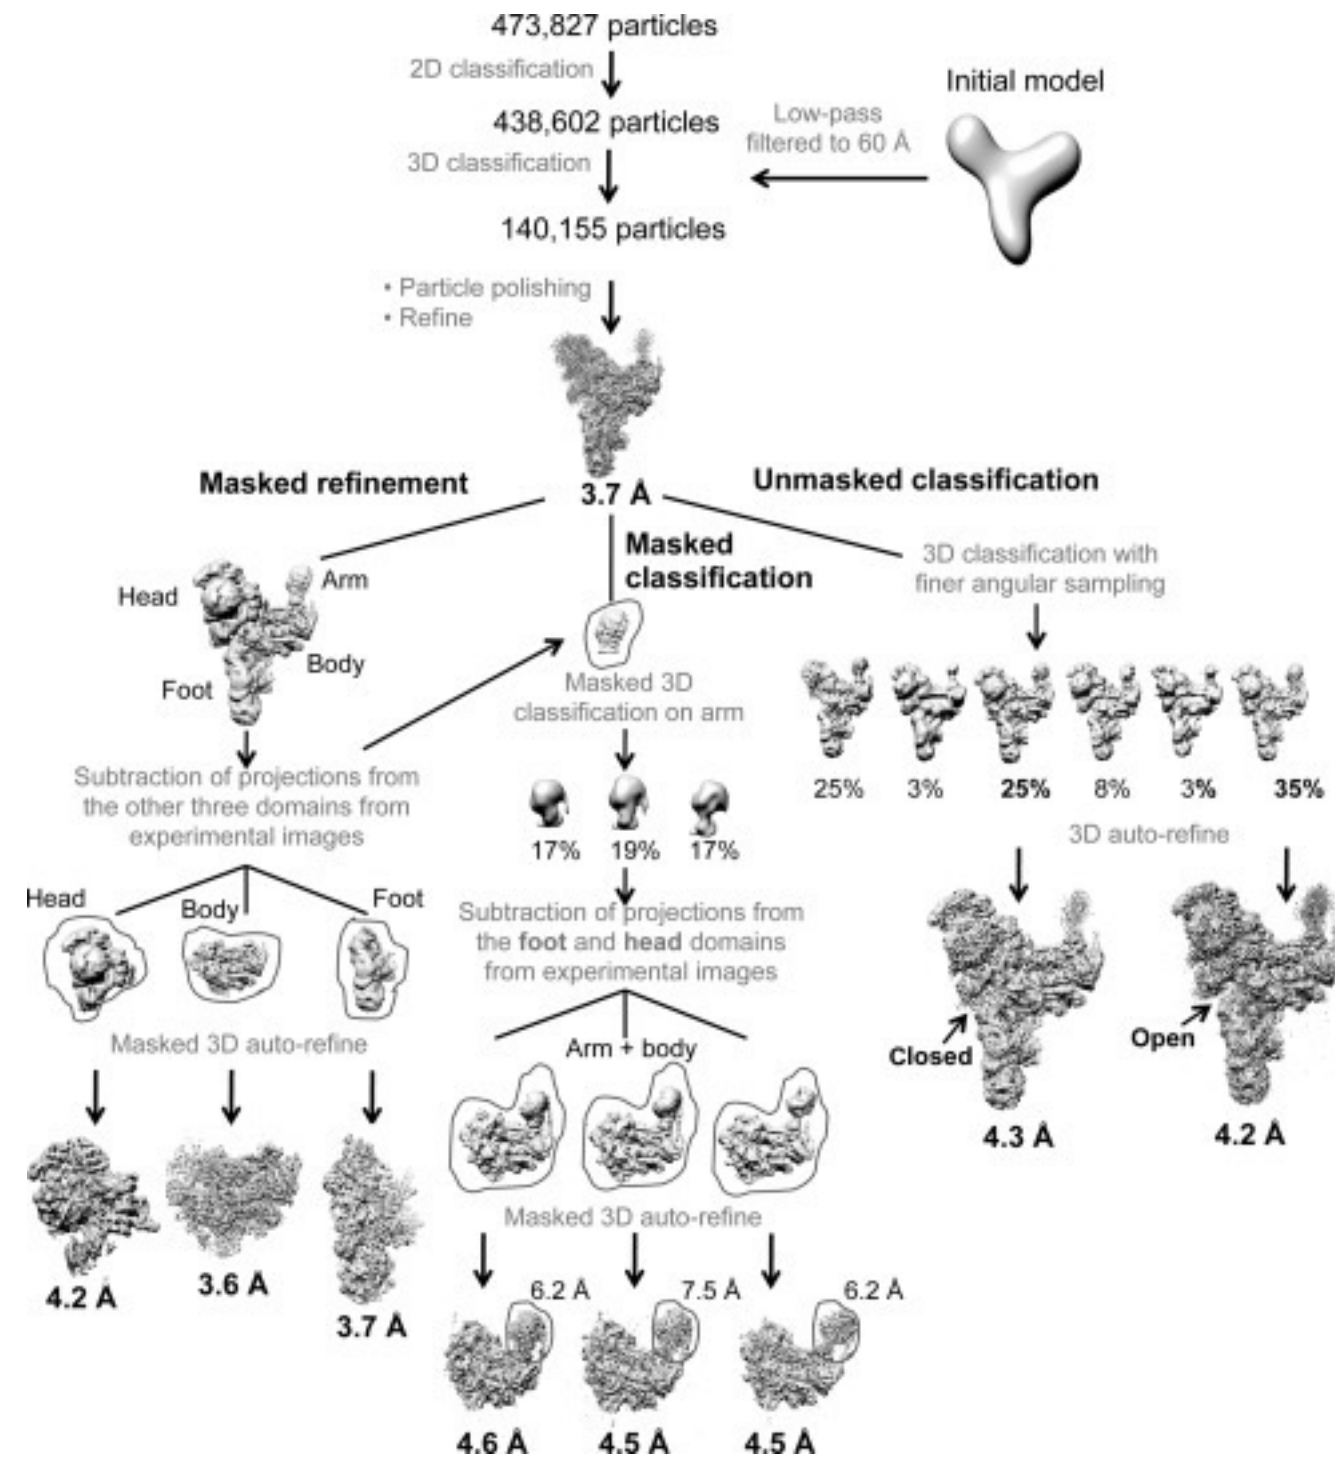 473,827 particles
2D classification
438,602 particles
3D classification
140,155 particles
Initial model
Low-pass
filtered to 60 Å
• Particle polishing
• Refine
3.7 Å
Masked refinement
Head
Arm
Body
Foot
Subtraction of projections from
the other three domains from
experimental images
Head
Body
Foot
Masked 3D auto-refine
4.2 Å
3.6 Å
3.7 Å
Masked
classification
Masked 3D
classification on arm
17% 19% 17%
Subtraction of projections from
the foot and head domains
from experimental images
Arm + body
Masked 3D auto-refine
6.2 Å 7.5 Å 6.2 Å
4.6 Å 4.5 Å 4.5 Å
Unmasked classification
3D classification with
finer angular sampling
25% 3% 25% 8% 3% 35%
3D auto-refine
Closed
Open
4.3 Å
4.2 Å